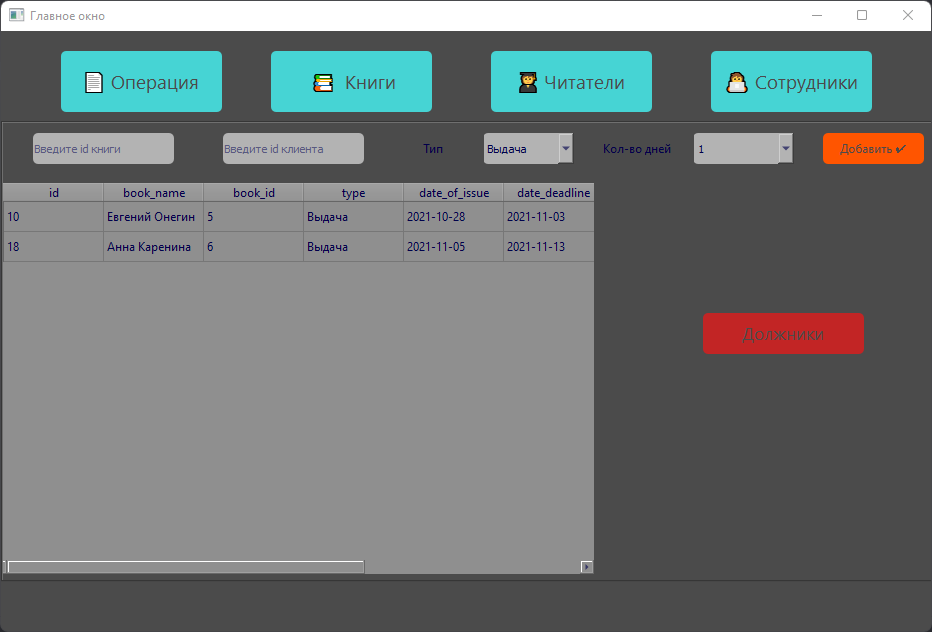 Главное окно
Операция Книги Читатели Сотрудники
Введите id книги Введите id клиента Тип Выдача Кол-во дней 1 Добавить ✔
id book_name book_id type date_of_issue date_deadline
10 Евгений Онегин 5 Выдача 2021-10-28 2021-11-03
18 Анна Каренина 6 Выдача 2021-11-05 2021-11-13
Должники